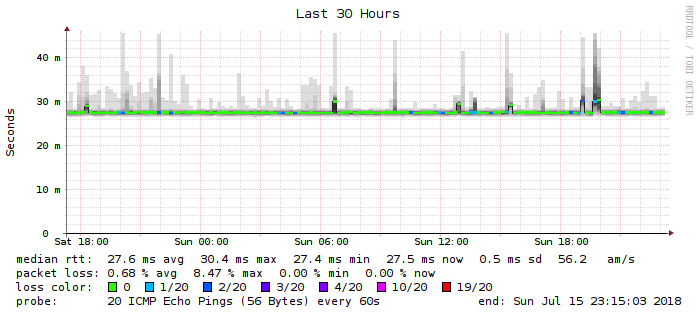 Last 30 Hours
RRDTOOL / TOBI OETIKER
Seconds
40 m
30 m
20 m
10 m
0
Sat 18:00 Sun 00:00 Sun 06:00 Sun 12:00 Sun 18:00
median rtt: 27.6 ms avg 30.4 ms max 27.4 ms min 27.5 ms now 0.5 ms sd 56.2 am/s
packet loss: 0.68 % avg 8.47 % max 0.00 % min 0.00 % now
loss color: 0 1/20 2/20 3/20 4/20 10/20 19/20
probe: 20 ICMP Echo Pings (56 Bytes) every 60s end: Sun Jul 15 23:15:03 2018